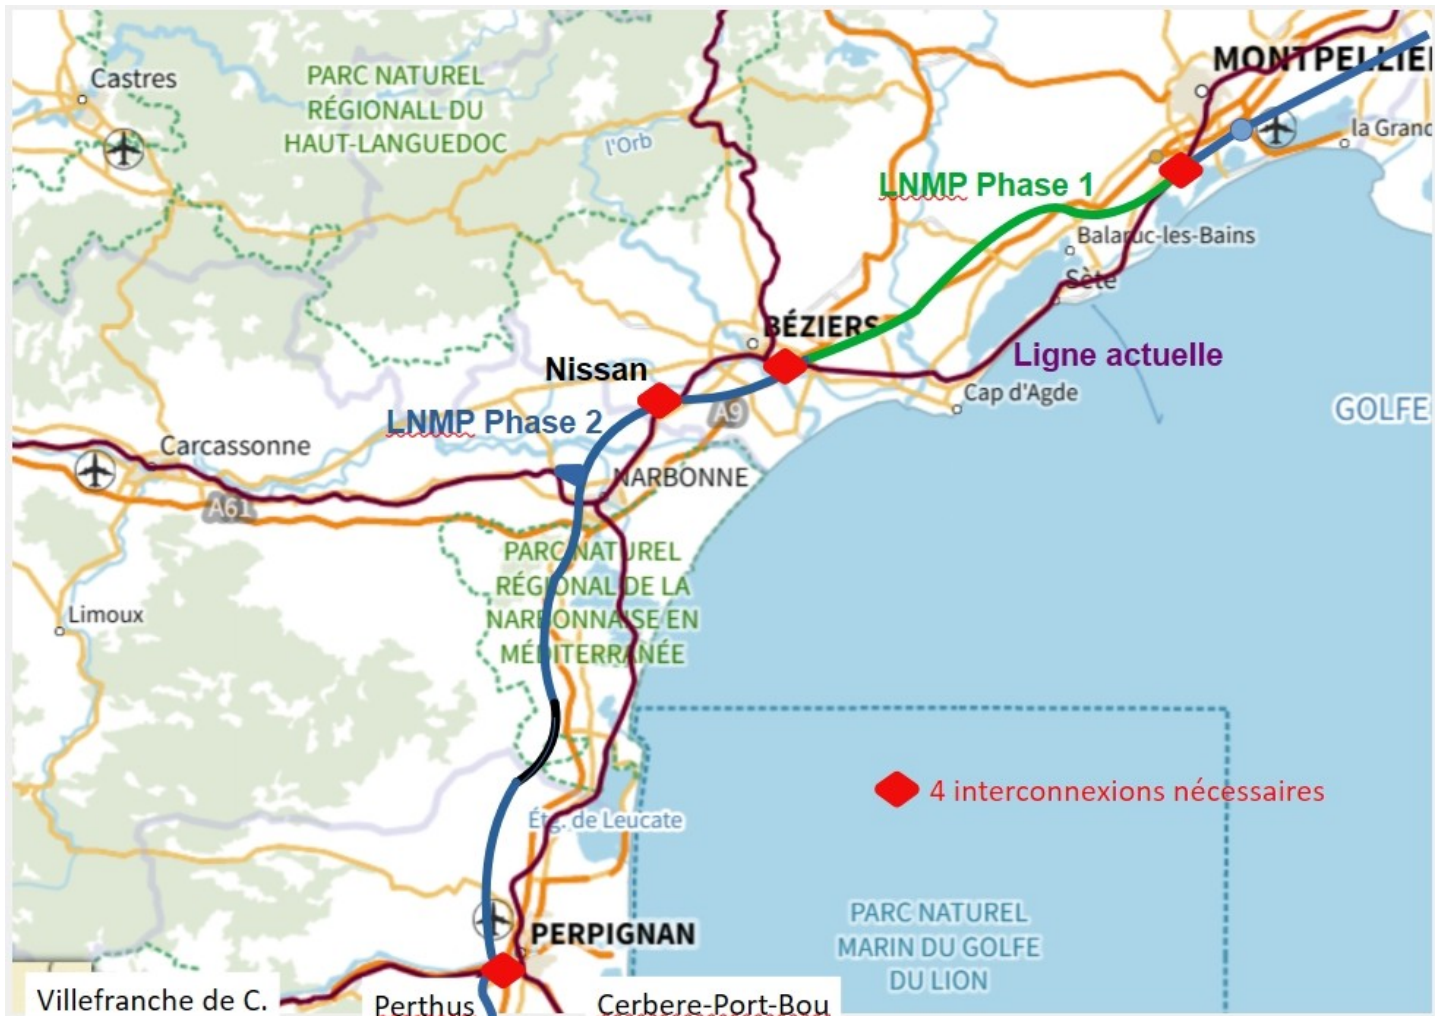 MONTPELLIE
Castres
PARC NATUREL
RÉGIONALL DU
HAUT-LANGUEDOC
la Grand
l'Orb
LNMP Phase 1
Balaruc-les-Bains
Sète
BÉZIERS
Ligne actuelle
Nissan
Cap d'Agde
A9
GOLFE
LNMP Phase 2
Carcassonne
NARBONNE
A61
PARC NATUREL
RÉGIONAL DE LA
NARBONNAISE EN
MÉDITERRANÉE
Limoux
4 interconnexions nécessaires
Étg. de Leucate
PARC NATUREL
MARIN DU GOLFE
DU LION
PERPIGNAN
Villefranche de C.
Perthus
Cerbere-Port-Bou